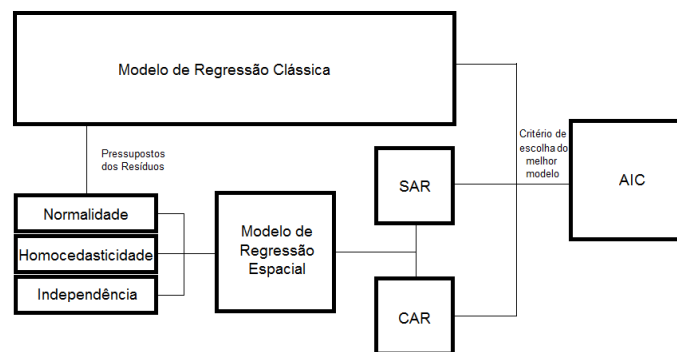 Modelo de Regressão Clássica
Pressupostos
dos Resíduos
Normalidade
Homocedasticidade
Independência
Modelo de
Regressão
Espacial
SAR
CAR
Critério de
escolha do
melhor
modelo
AIC